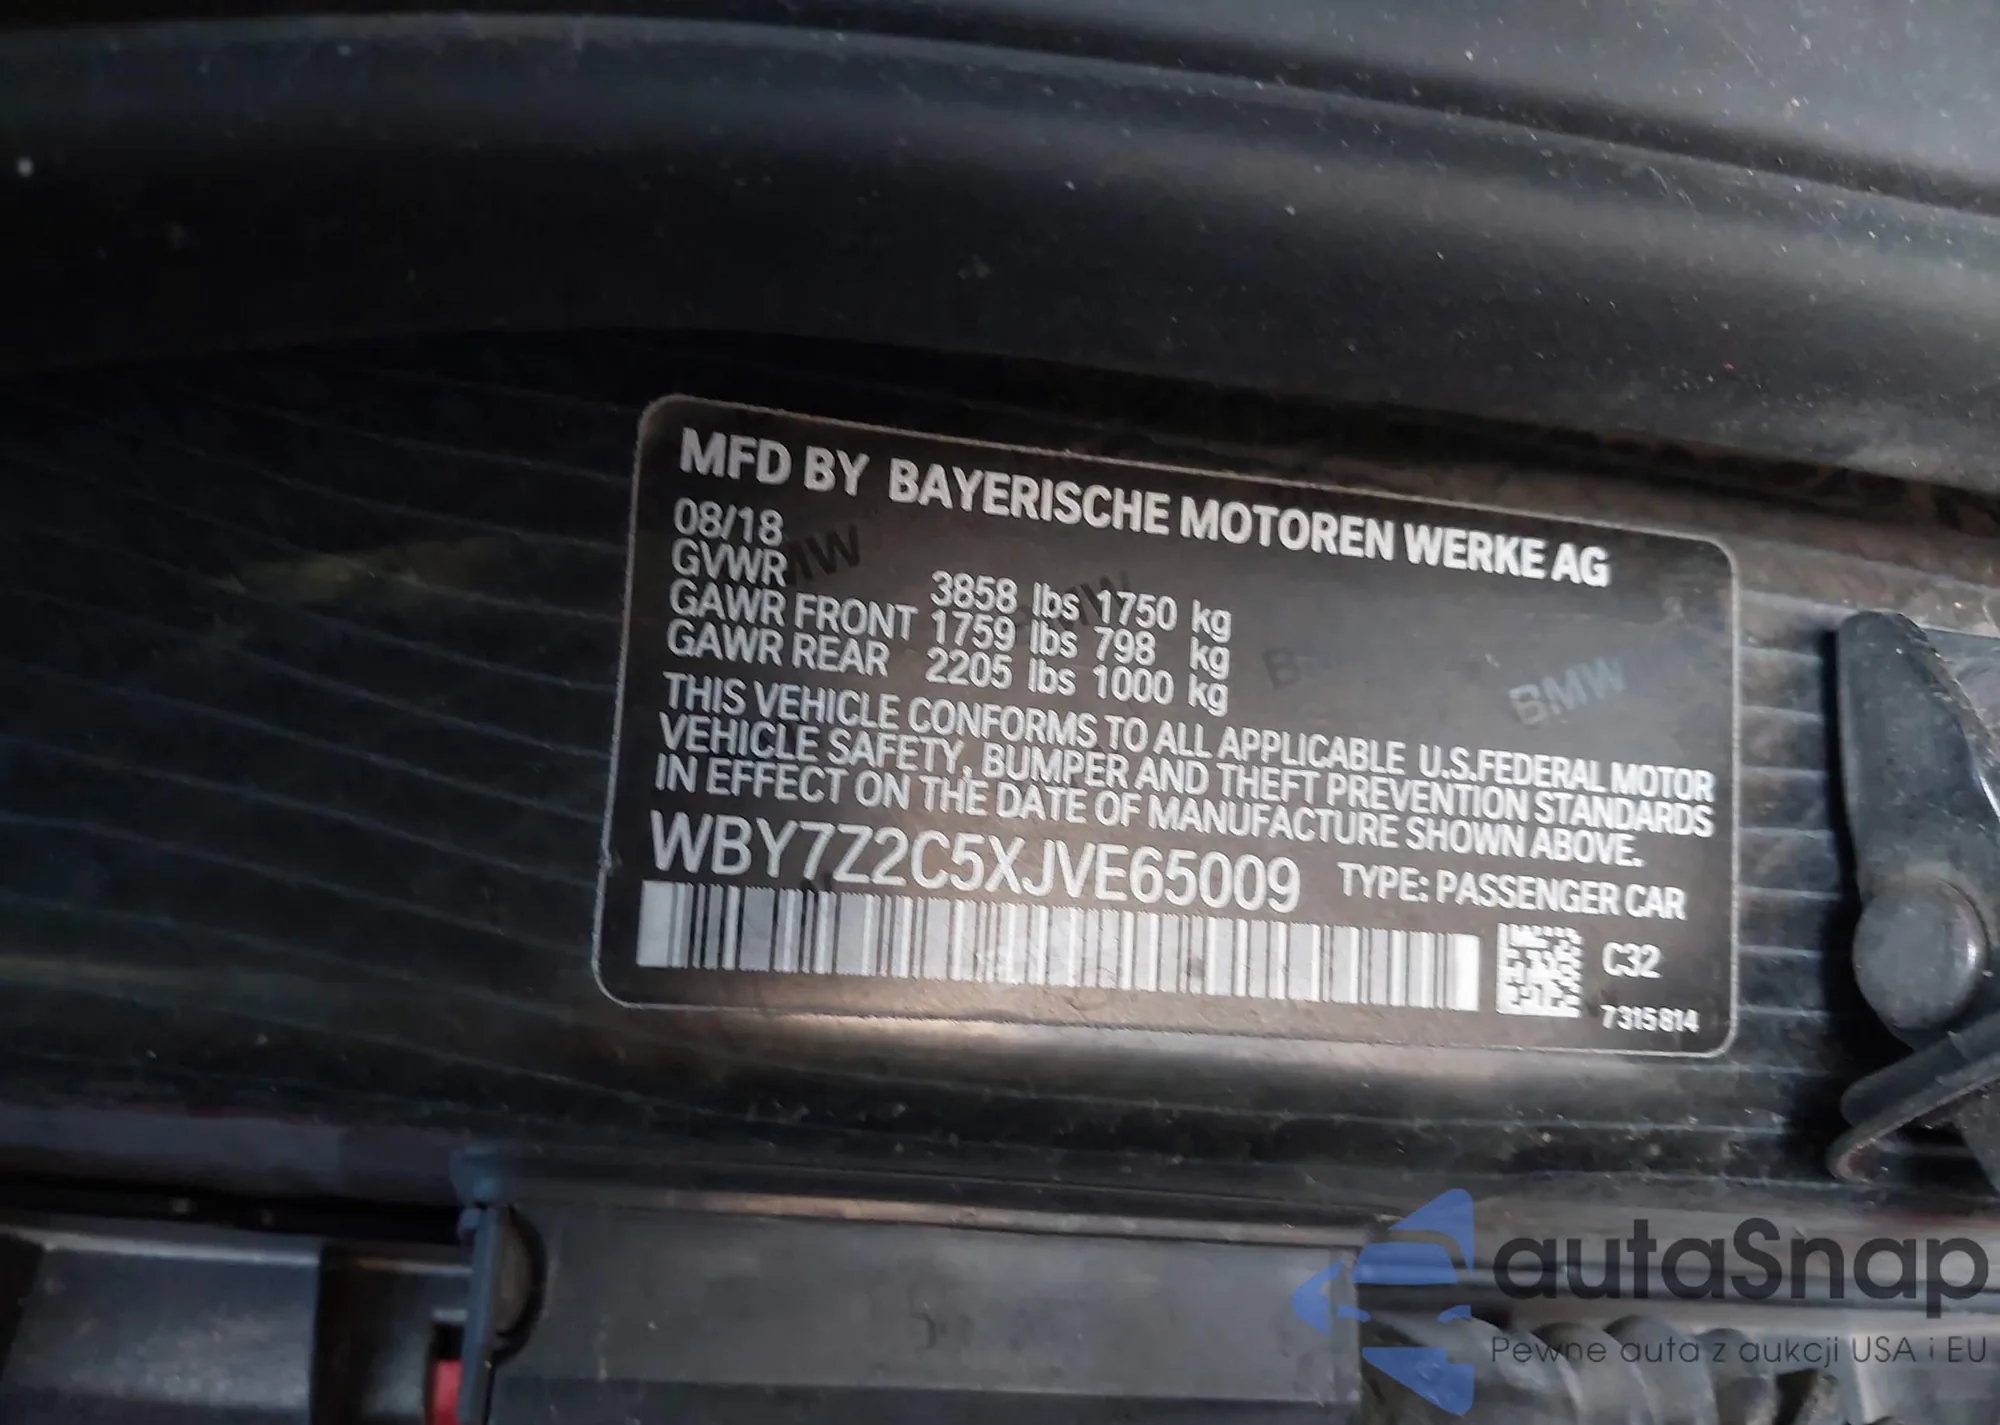 MFD BY BAYERISCHE MOTOREN WERKE AG
08/18
GVWR 3858 lbs 1750 kg
GAWR FRONT 1759 lbs 798 kg
GAWR REAR 2205 lbs 1000 kg
THIS VEHICLE CONFORMS TO ALL APPLICABLE U.S.FEDERAL MOTOR
VEHICLE SAFETY, BUMPER AND THEFT PREVENTION STANDARDS
IN EFFECT ON THE DATE OF MANUFACTURE SHOWN ABOVE.
WBY7Z2C5XJVE65009 TYPE: PASSENGER CAR
C32
7315814
BMW
autaSnap
Pewne auta z aukcji USA i EU